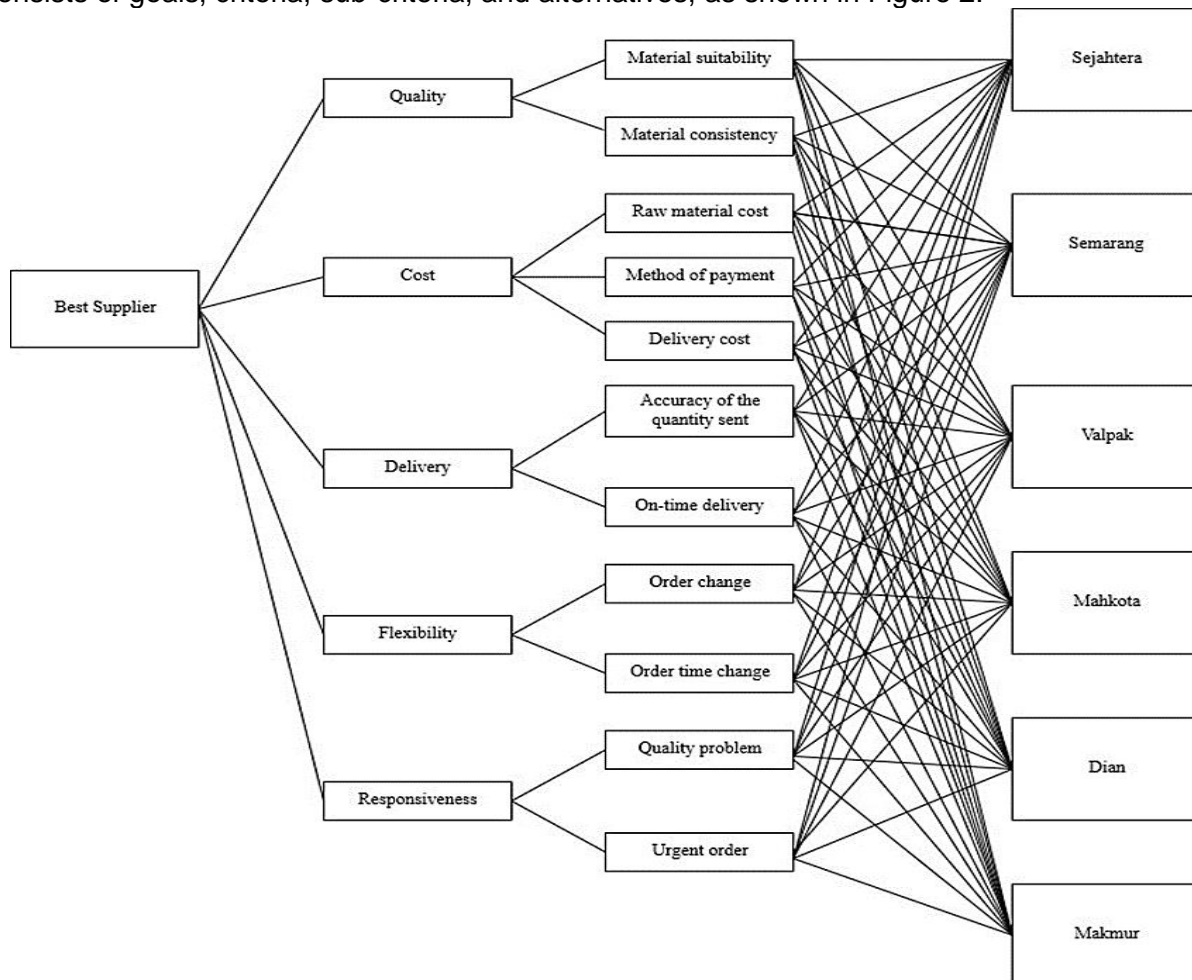 onsists of goals, criteria, sub-criteria, and alternatives, as shown in Figure 2.
Best Supplier
Quality
Cost
Delivery
Flexibility
Responsiveness
Material suitability
Material consistency
Raw material cost
Method of payment
Delivery cost
Accuracy of the
quantity sent
On-time delivery
Order change
Order time change
Quality problem
Urgent order
Sejahtera
Semarang
Valpak
Mahkota
Dian
Makmur